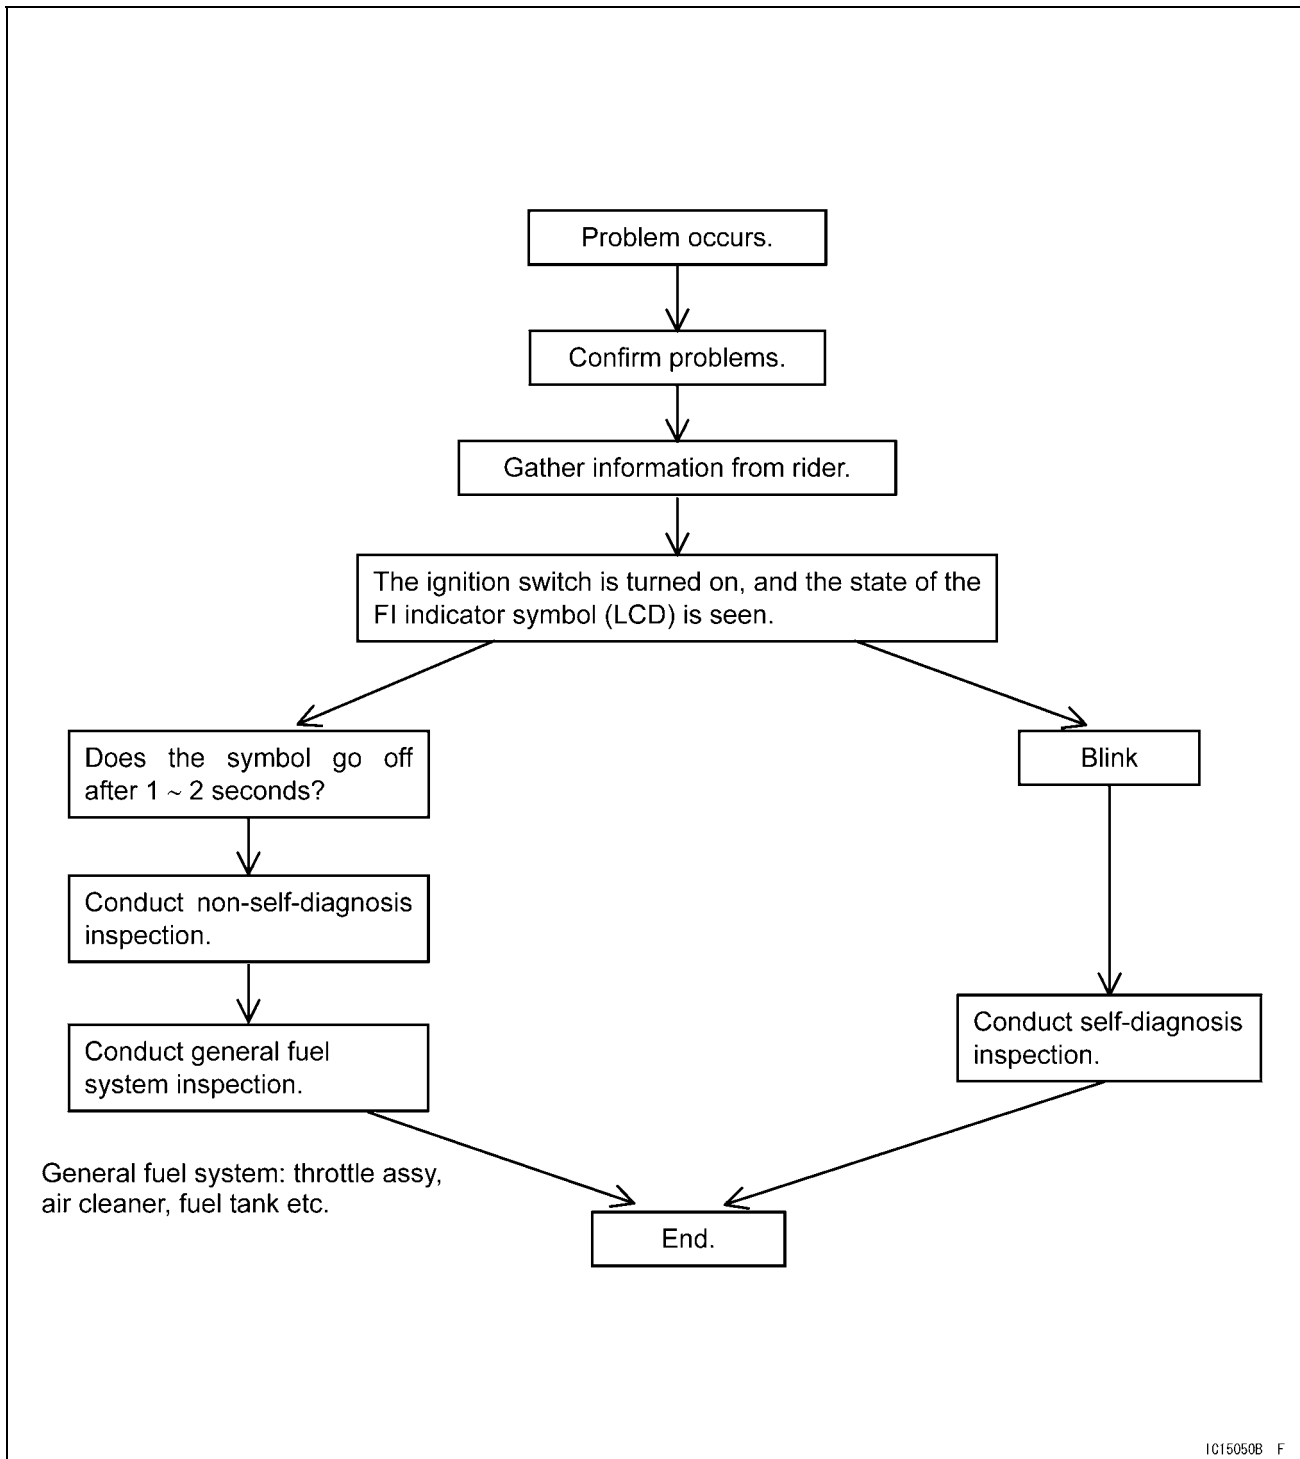 Problem occurs.
Confirm problems.
Gather information from rider.
The ignition switch is turned on, and the state of the
FI indicator symbol (LCD) is seen.
Does the symbol go off
after 1 ~ 2 seconds?
Blink
Conduct non-self-diagnosis
inspection.
Conduct self-diagnosis
inspection.
Conduct general fuel
system inspection.
General fuel system: throttle assy,
air cleaner, fuel tank etc.
End.
IC15050B F